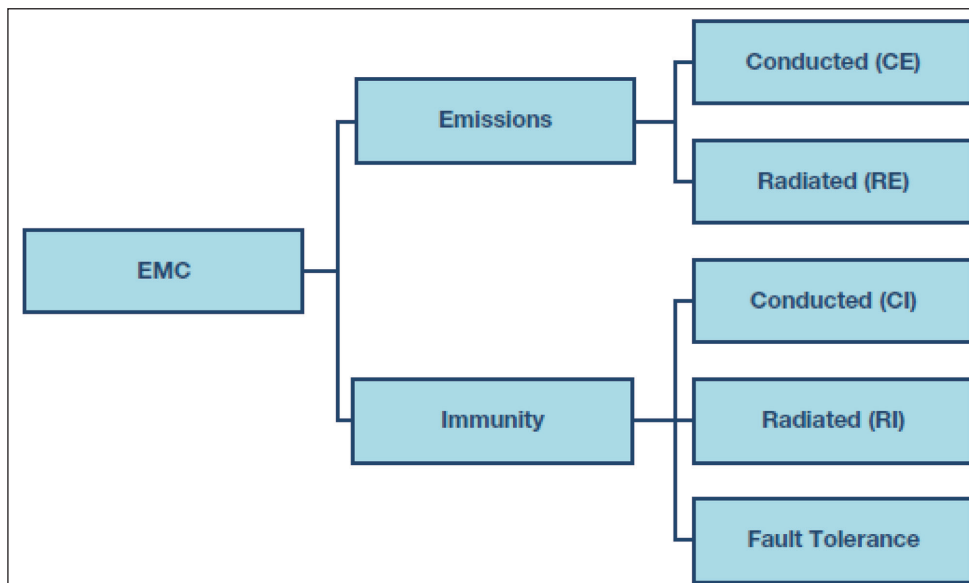 EMC
Emissions
Conducted (CE)
Radiated (RE)
Immunity
Conducted (CI)
Radiated (RI)
Fault Tolerance